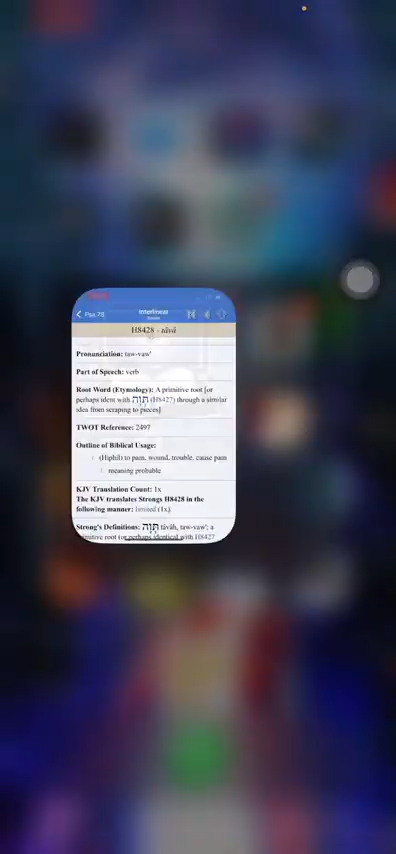 Psa 78
Interlinear
H8428 - tâvâ
Pronunciation: taw-vaw'
Part of Speech: verb
Root Word (Etymology): A primitive root [or
perhaps idem with תָּוָה (H8427) through a similar
idea from scraping to pieces]
TWOT Reference: 2497
Outline of Biblical Usage:
(Hiphil) to pain, wound, trouble, cause pain
meaning probable
KJV Translation Count: 1x
The KJV translates Strongs H8428 in the
following manner: limited (1x).
Strong's Definitions: תָּוָה tâvâh, taw-vaw'; a
primitive root (or perhaps identical with H8427